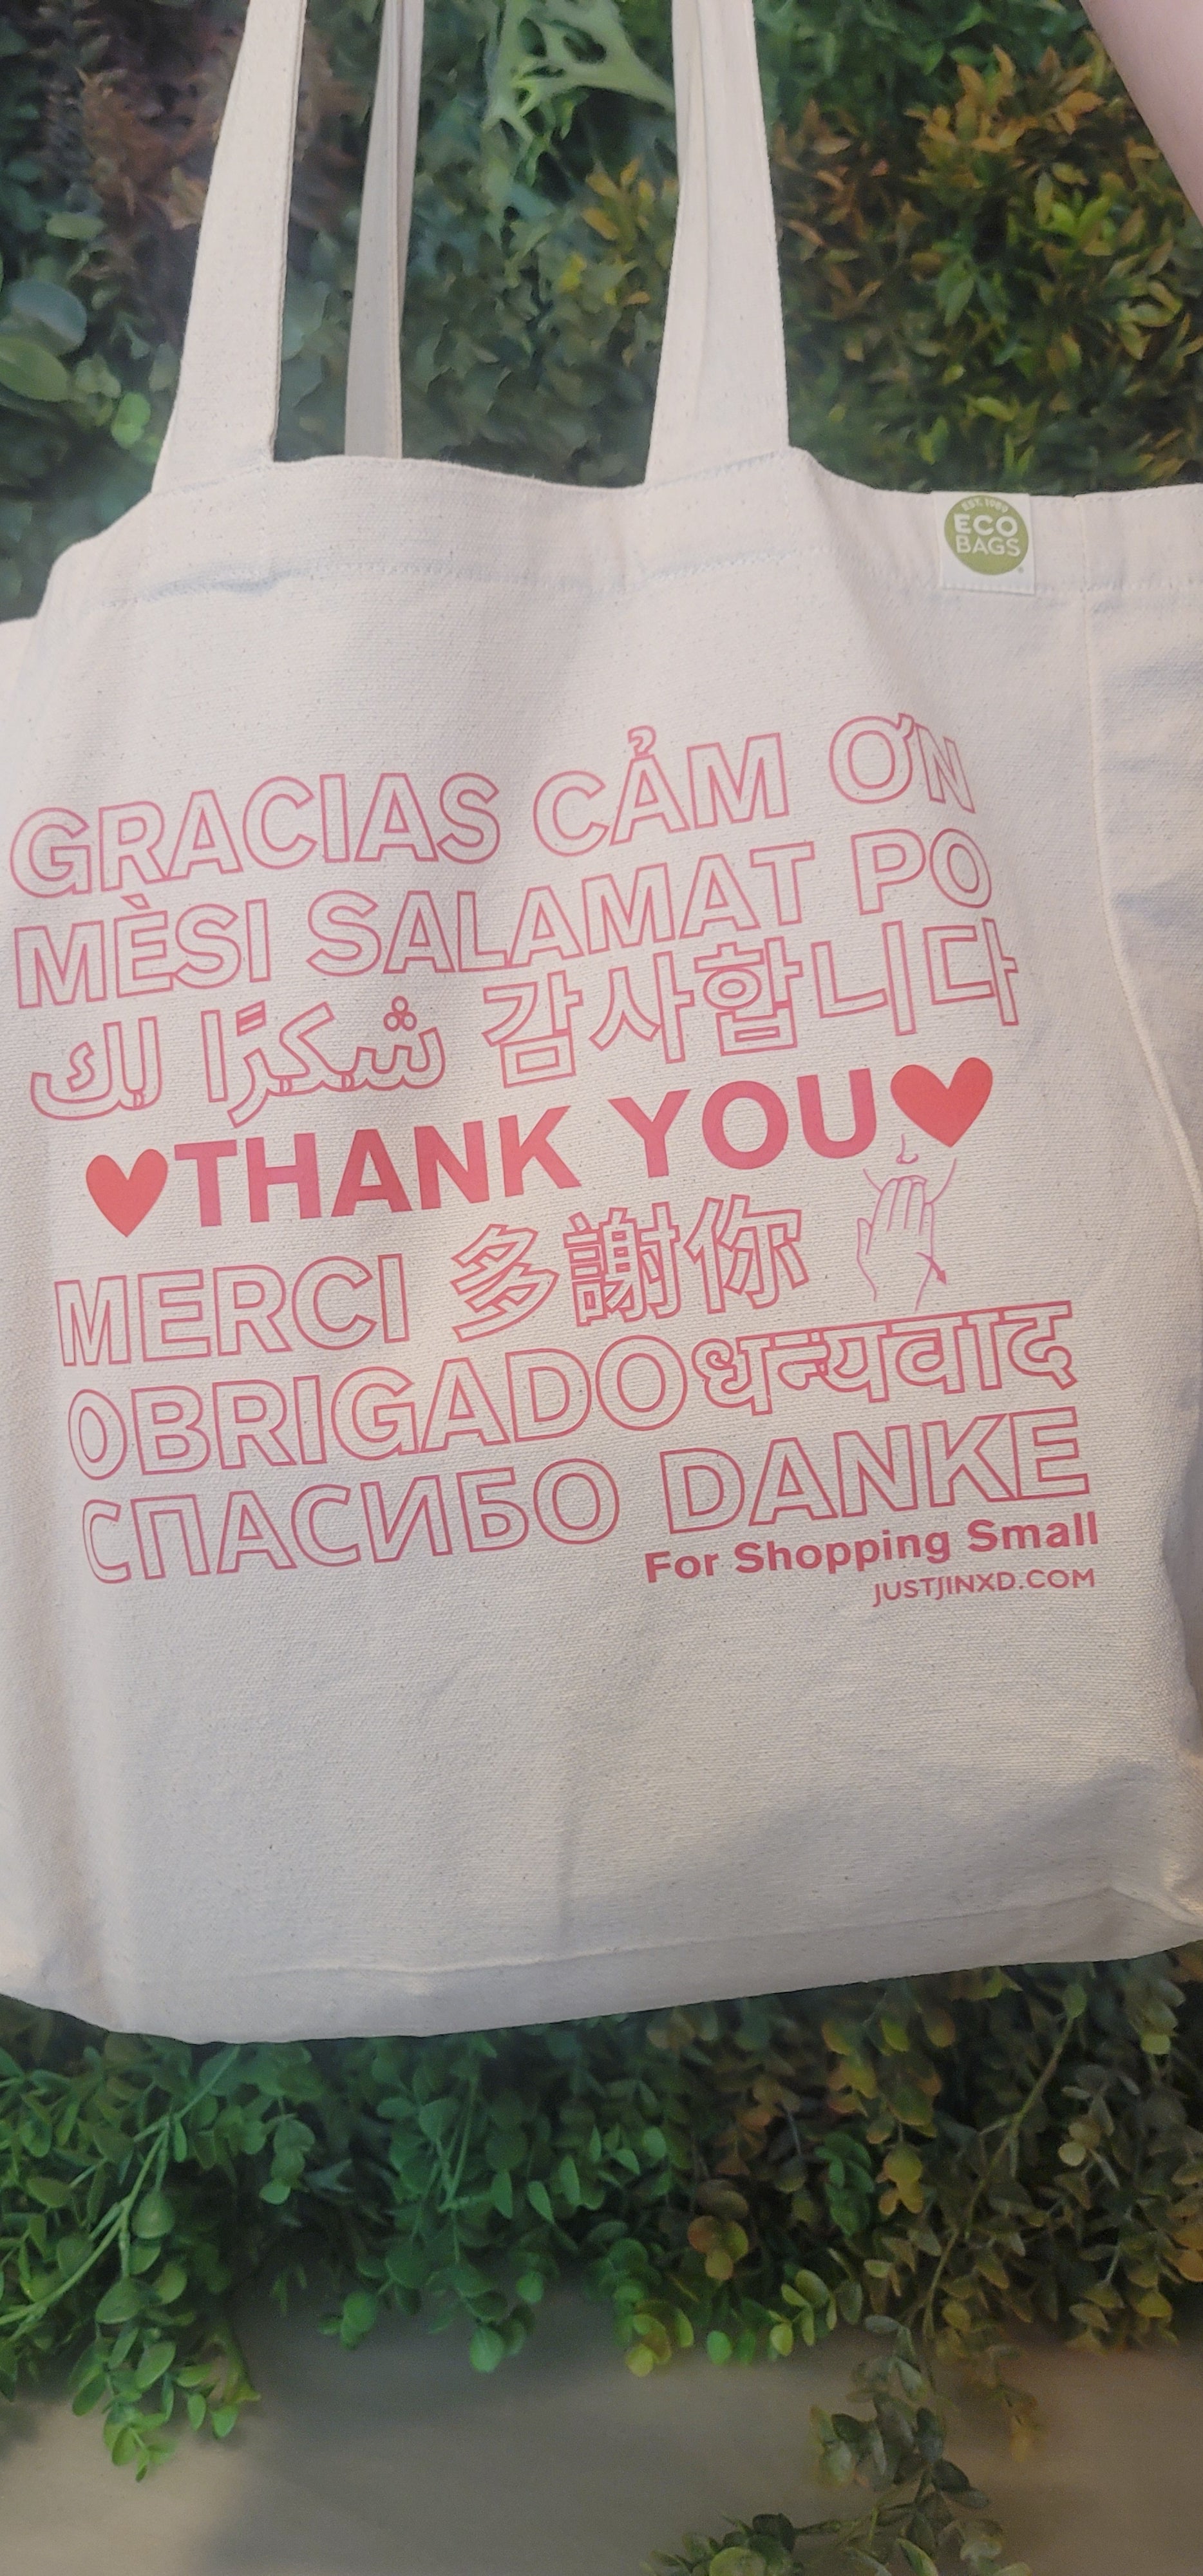 EST. 1989
ECO
BAGS
GRACIAS CẢM ƠN
MÈSI SALAMAT PO
شكرًا لك 감사합니다
THANK YOU
MERCI 多謝你
OBRIGADO धन्यवाद
СПАСИБО DANKE
For Shopping Small
JUSTJINXD.COM